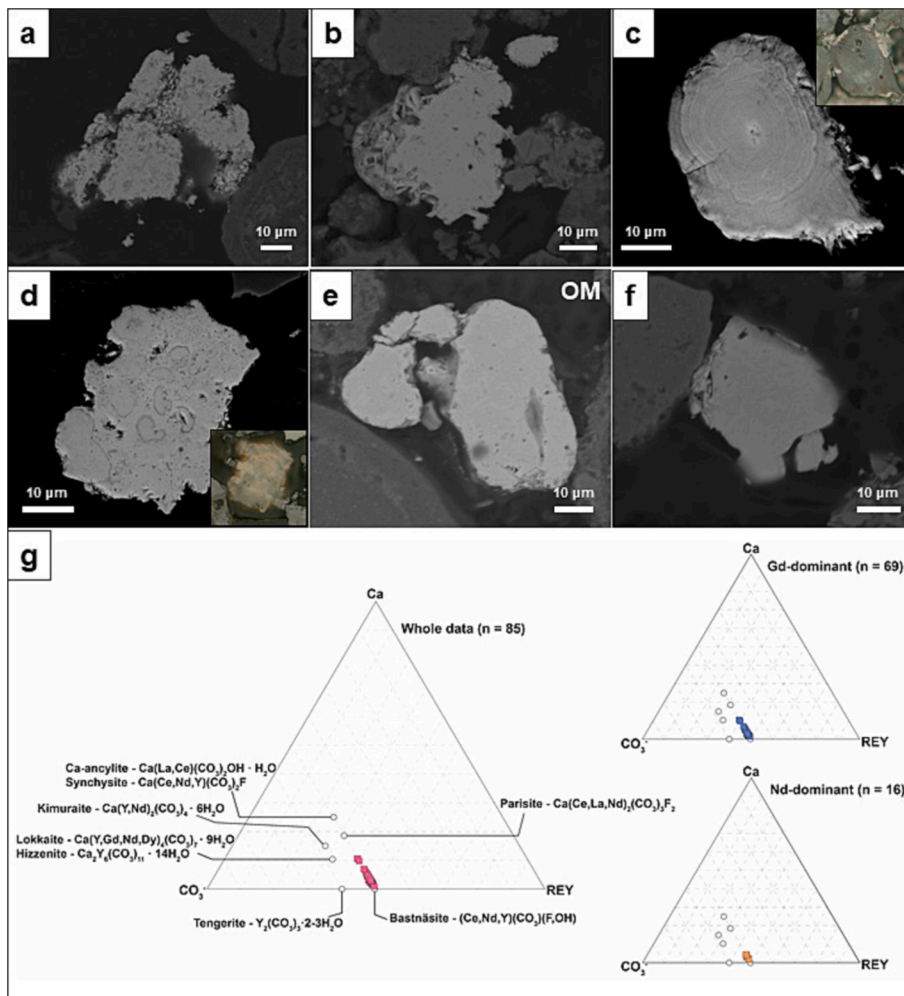 a
b
c
10 µm
10 µm
10 µm
d
e
OM
f
10 µm
10 µm
10 µm
g
Ca
Whole data (n = 85)
Ca-ancylite - Ca(La,Ce)(CO₃)₂OH · H₂O
Synchysite - Ca(Ce,Nd,Y)(CO₃)₂F
Kimuraite - Ca(Y,Nd)₂(CO₃)₄ · 6H₂O
Parisite - Ca(Ce,La,Nd)₂(CO₃)₃F₂
Lokkaite - Ca(Y,Gd,Nd,Dy)₄(CO₃)₇ · 9H₂O
Hizzenite - Ca₂Y₆(CO₃)₁₁ · 14H₂O
CO₃*
REY
Tengerite - Y₂(CO₃)₃·2-3H₂O
Bastnäsite - (Ce,Nd,Y)(CO₃)(F,OH)
Ca
Gd-dominant (n = 69)
CO₃*
REY
Ca
Nd-dominant (n = 16)
CO₃*
REY